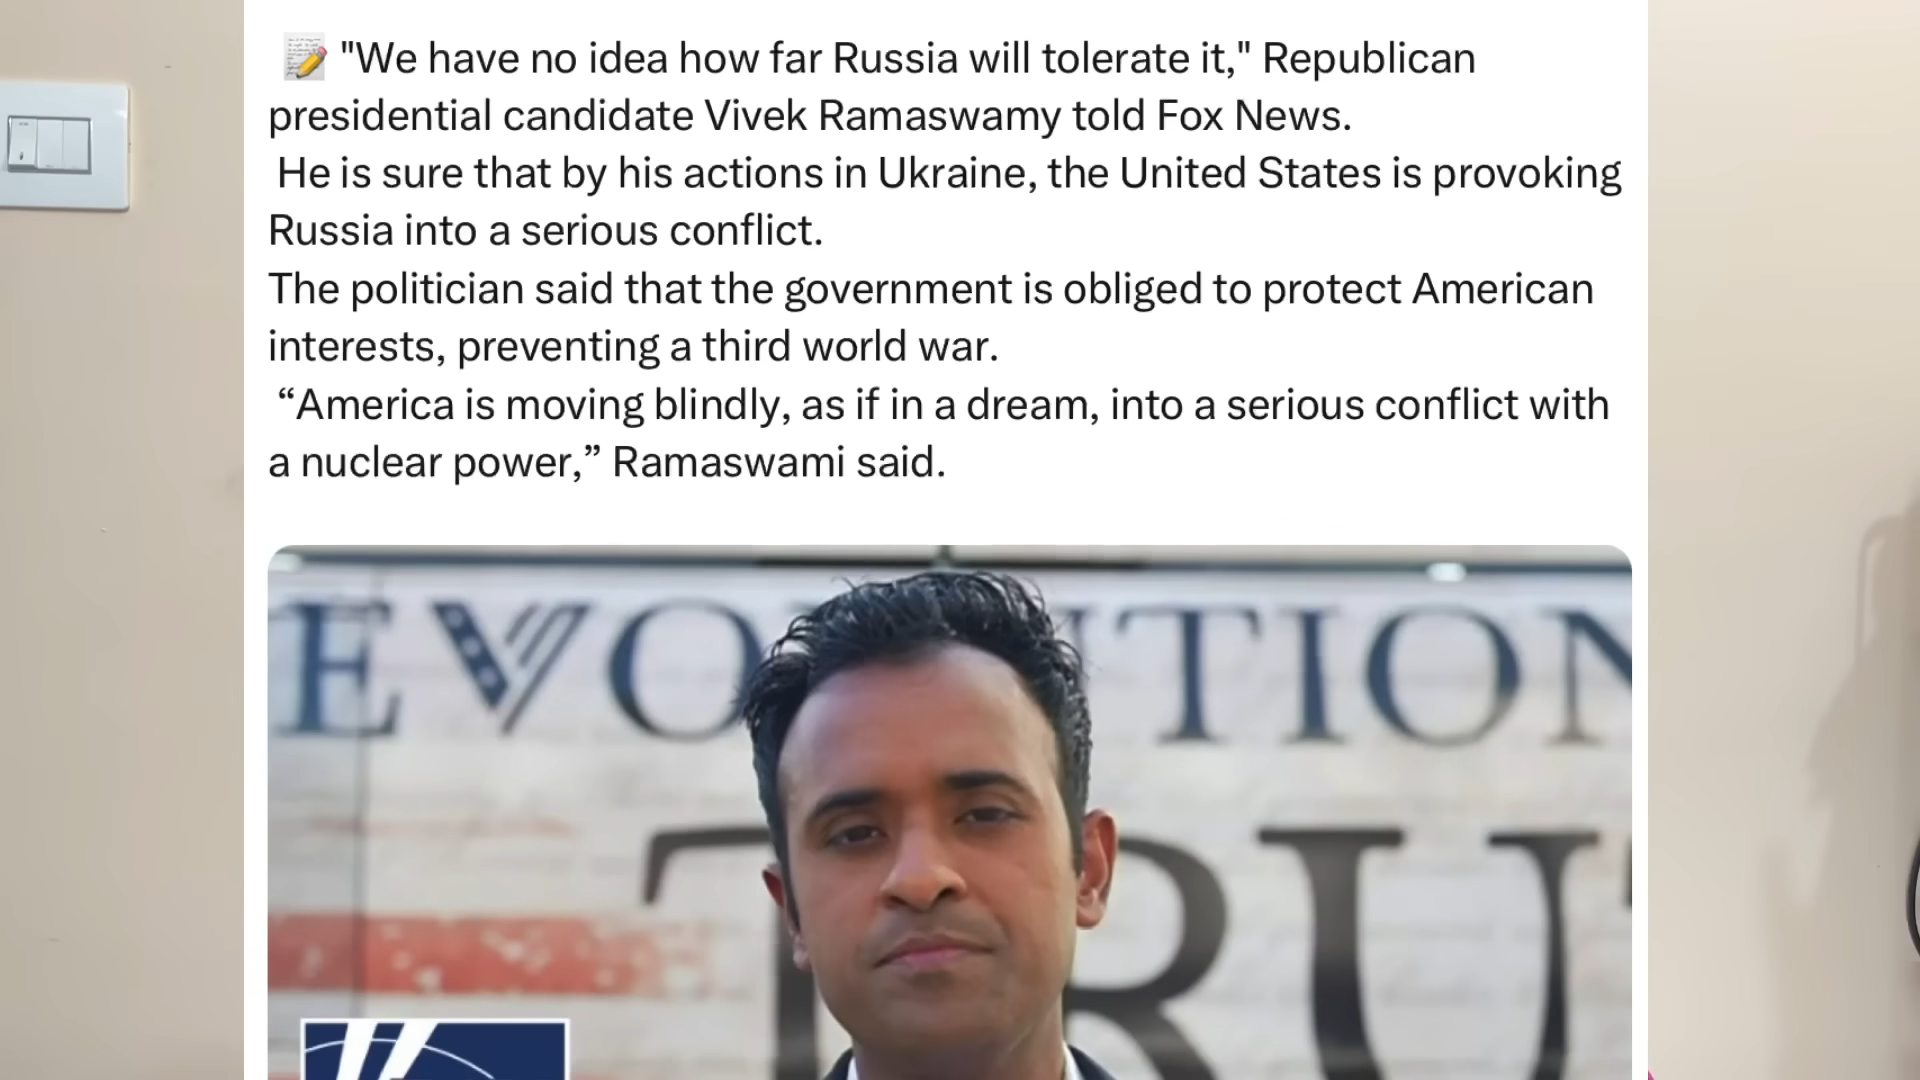 "We have no idea how far Russia will tolerate it," Republican
presidential candidate Vivek Ramaswamy told Fox News.
He is sure that by his actions in Ukraine, the United States is provoking
Russia into a serious conflict.
The politician said that the government is obliged to protect American
interests, preventing a third world war.
“America is moving blindly, as if in a dream, into a serious conflict with
a nuclear power,” Ramaswami said.
EVO TION
TRU